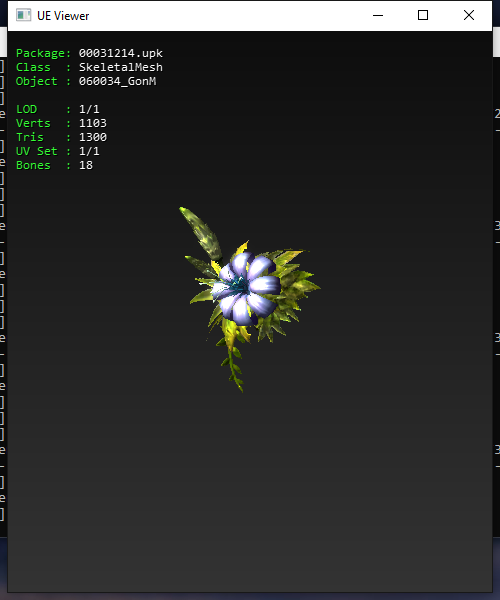 UE Viewer
Package: 00031214.upk
Class : SkeletalMesh
Object : 060034_GonM
LOD : 1/1
Verts : 1103
Tris : 1300
UV Set : 1/1
Bones : 18